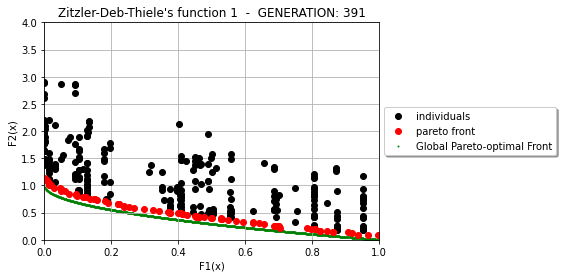 Zitzler-Deb-Thiele's function 1 - GENERATION: 391
4.0
3.5
3.0
2.5
2.0
1.5
1.0
0.5
0.0
F2(x)
0.0 0.2 0.4 0.6 0.8 1.0
F1(x)
individuals
pareto front
Global Pareto-optimal Front